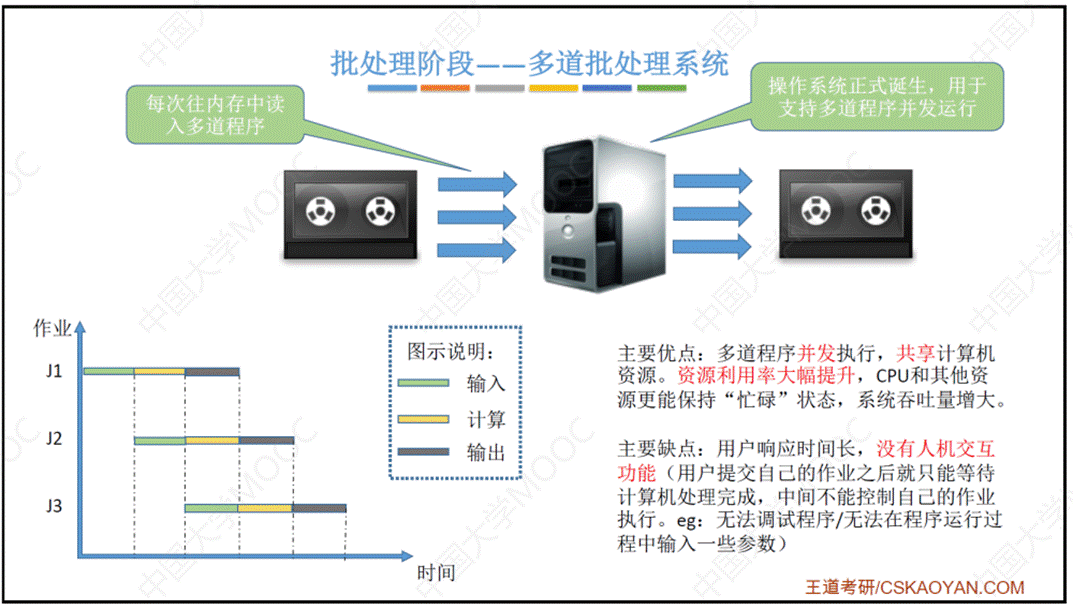 批处理阶段——多道批处理系统
每次往内存中读
入多道程序
操作系统正式诞生，用于
支持多道程序并发运行
作业
J1
J2
J3
时间
图示说明：
输入
计算
输出
主要优点：多道程序并发执行，共享计算机
资源。资源利用率大幅提升，CPU和其他资
源更能保持“忙碌”状态，系统吞吐量增大。
主要缺点：用户响应时间长，没有人机交互
功能（用户提交自己的作业之后就只能等待
计算机处理完成，中间不能控制自己的作业
执行。eg：无法调试程序/无法在程序运行过
程中输入一些参数）
王道考研/CSKAOYAN.COM
中国大学MOOC